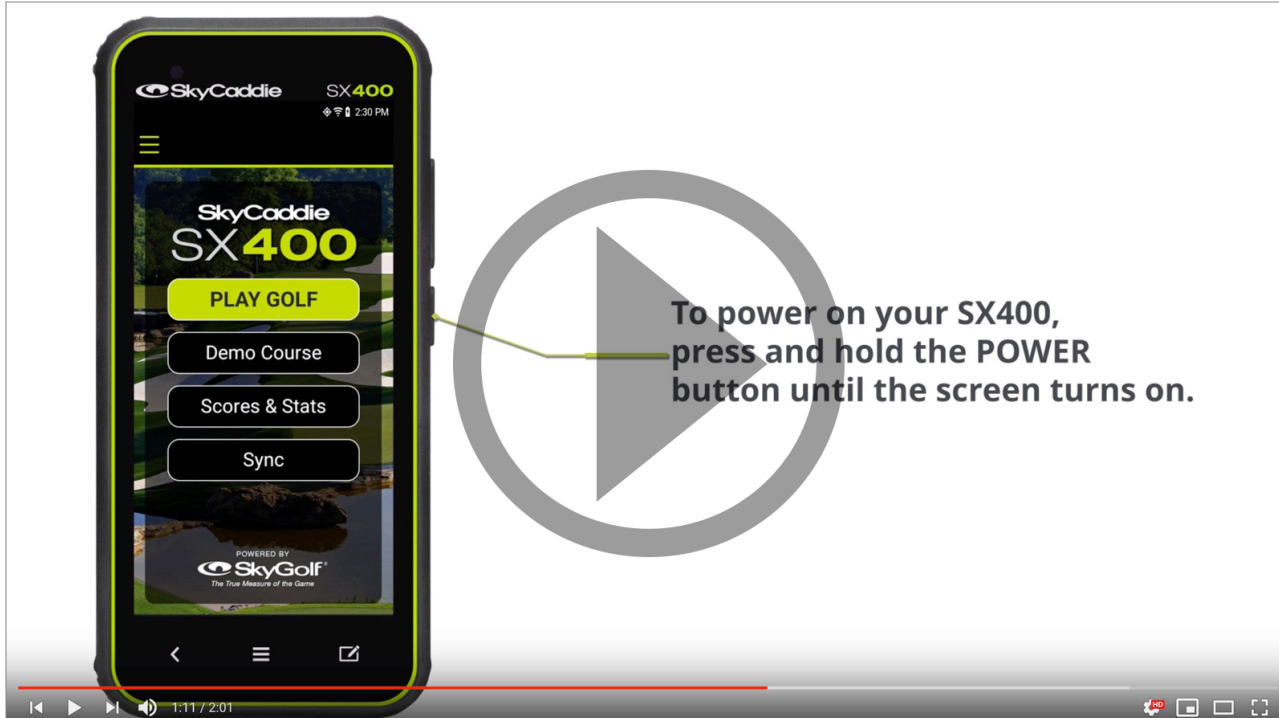 SkyCaddie SX400
2:30 PM
SkyCaddie
SX400
PLAY GOLF
Demo Course
Scores & Stats
Sync
POWERED BY
SkyGolf®
The True Measure of the Game
To power on your SX400,
press and hold the POWER
button until the screen turns on.
1:11 / 2:01
HD